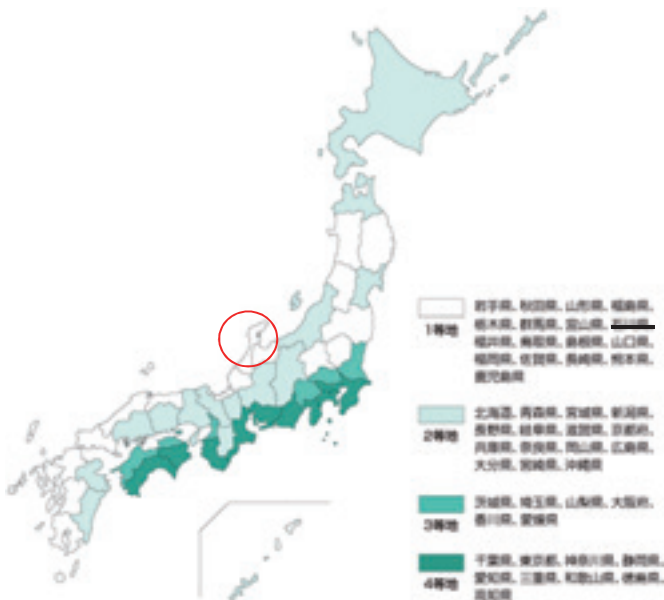 1等地
岩手県、秋田県、山形県、福島県、
栃木県、群馬県、富山県、石川県、
福井県、鳥取県、島根県、山口県、
福岡県、佐賀県、長崎県、熊本県、
鹿児島県
2等地
北海道、青森県、宮城県、新潟県、
長野県、岐阜県、滋賀県、京都府、
兵庫県、奈良県、岡山県、広島県、
大分県、宮崎県、沖縄県
3等地
茨城県、埼玉県、山梨県、大阪府、
香川県、愛媛県
4等地
千葉県、東京都、神奈川県、静岡県、
愛知県、三重県、和歌山県、徳島県、
高知県